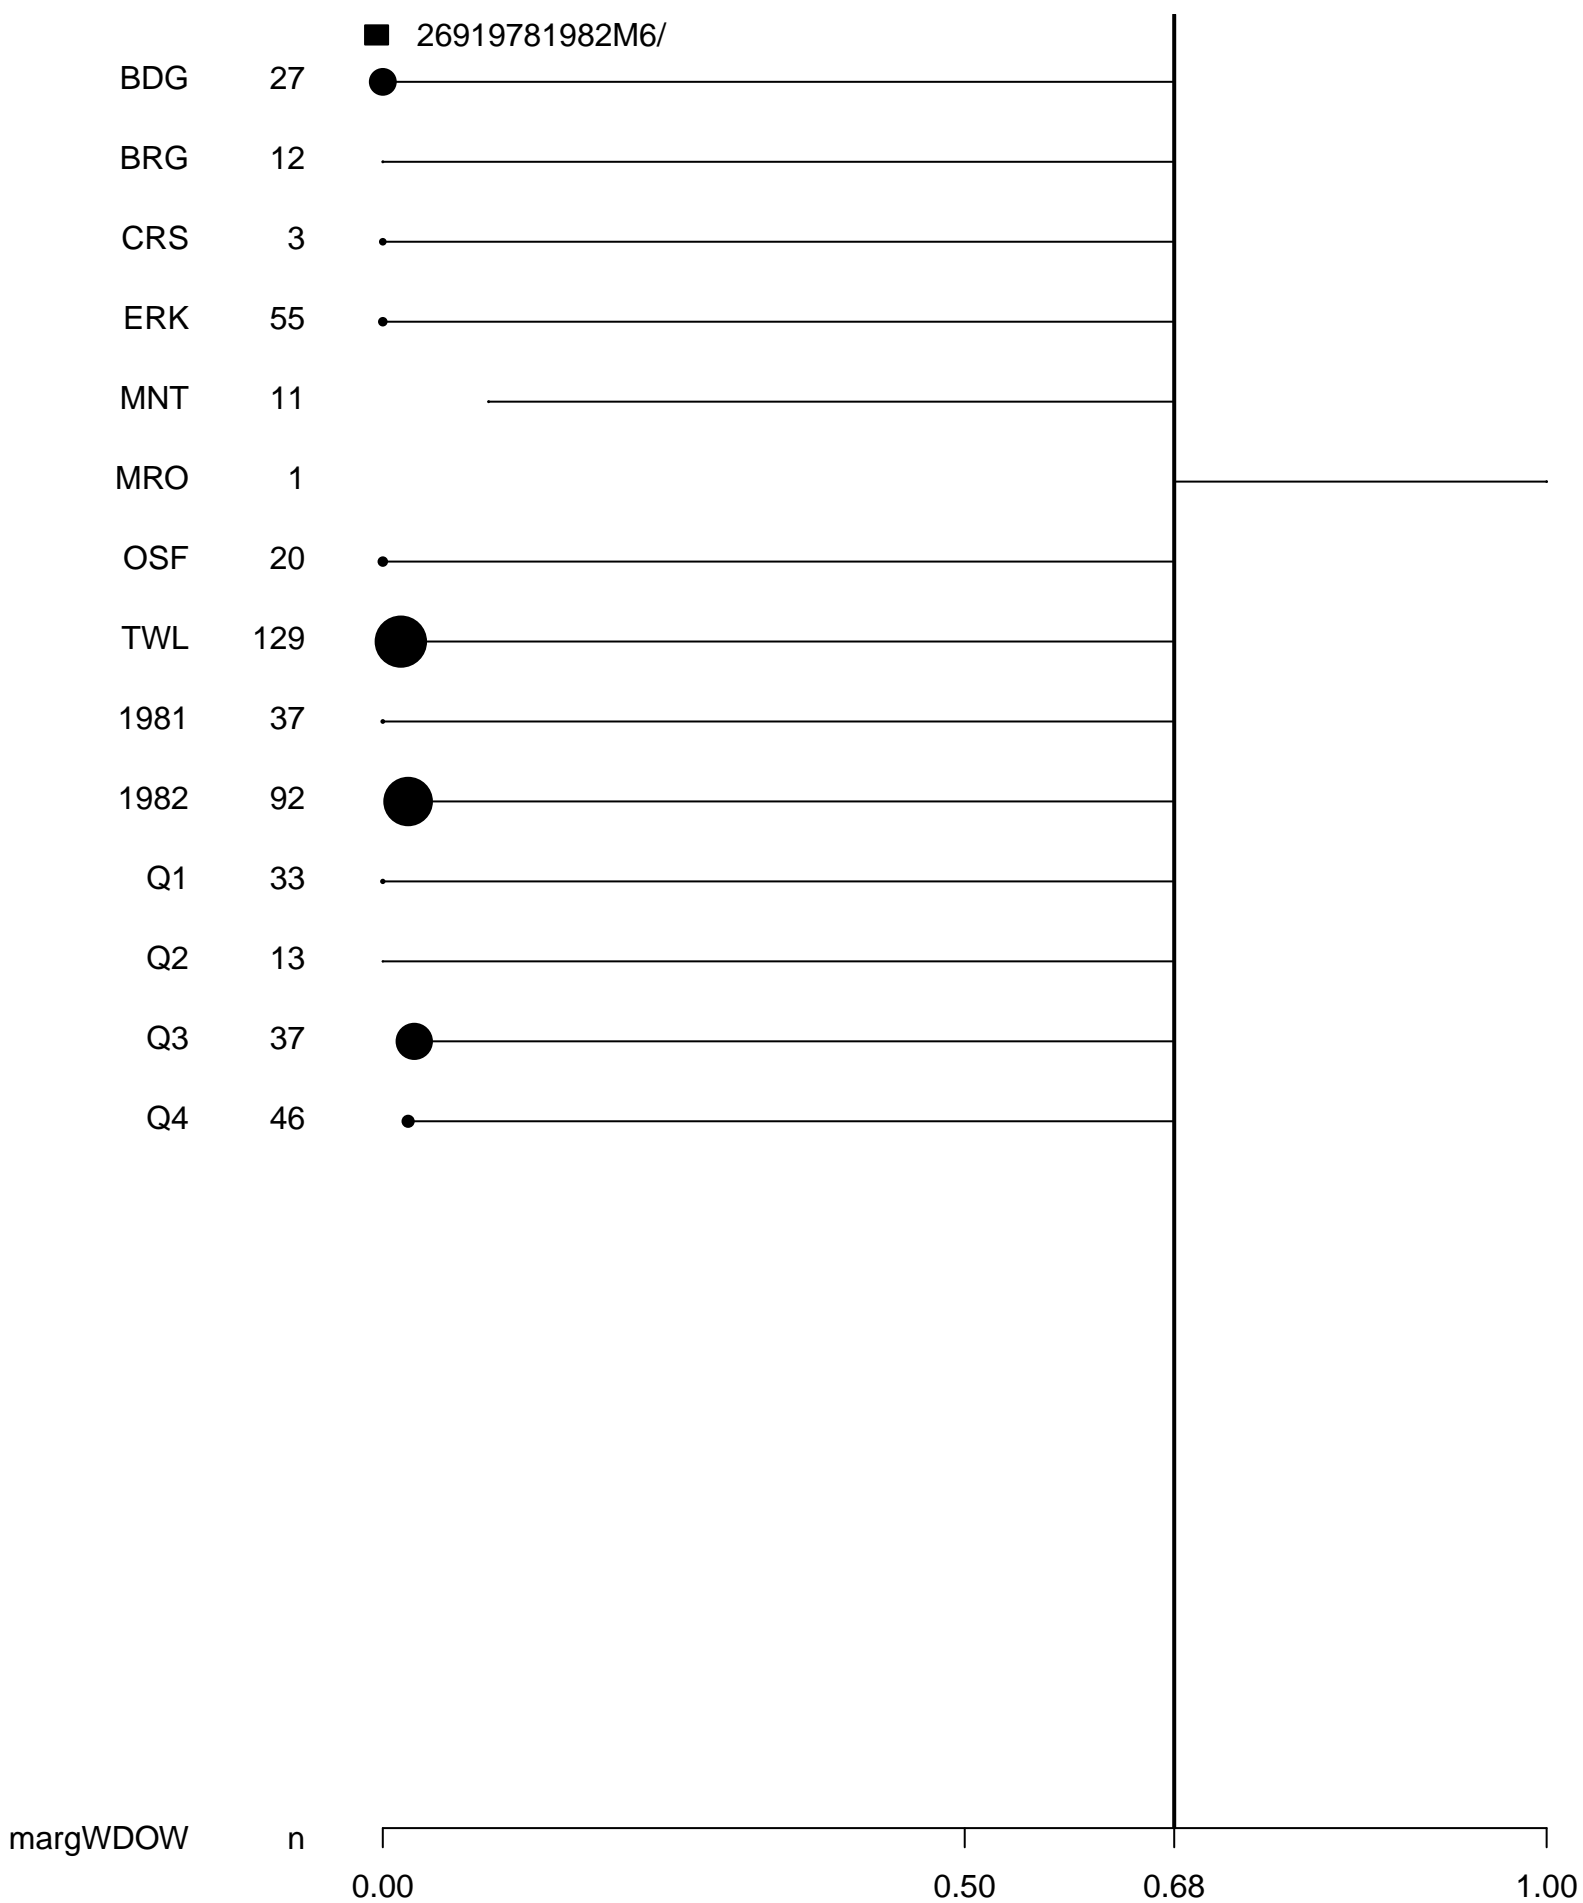 26919781982M6/
BDG 27
BRG 12
CRS 3
ERK 55
MNT 11
MRO 1
OSF 20
TWL 129
1981 37
1982 92
Q1 33
Q2 13
Q3 37
Q4 46
margWDOW n
0.00 0.50 0.68 1.00